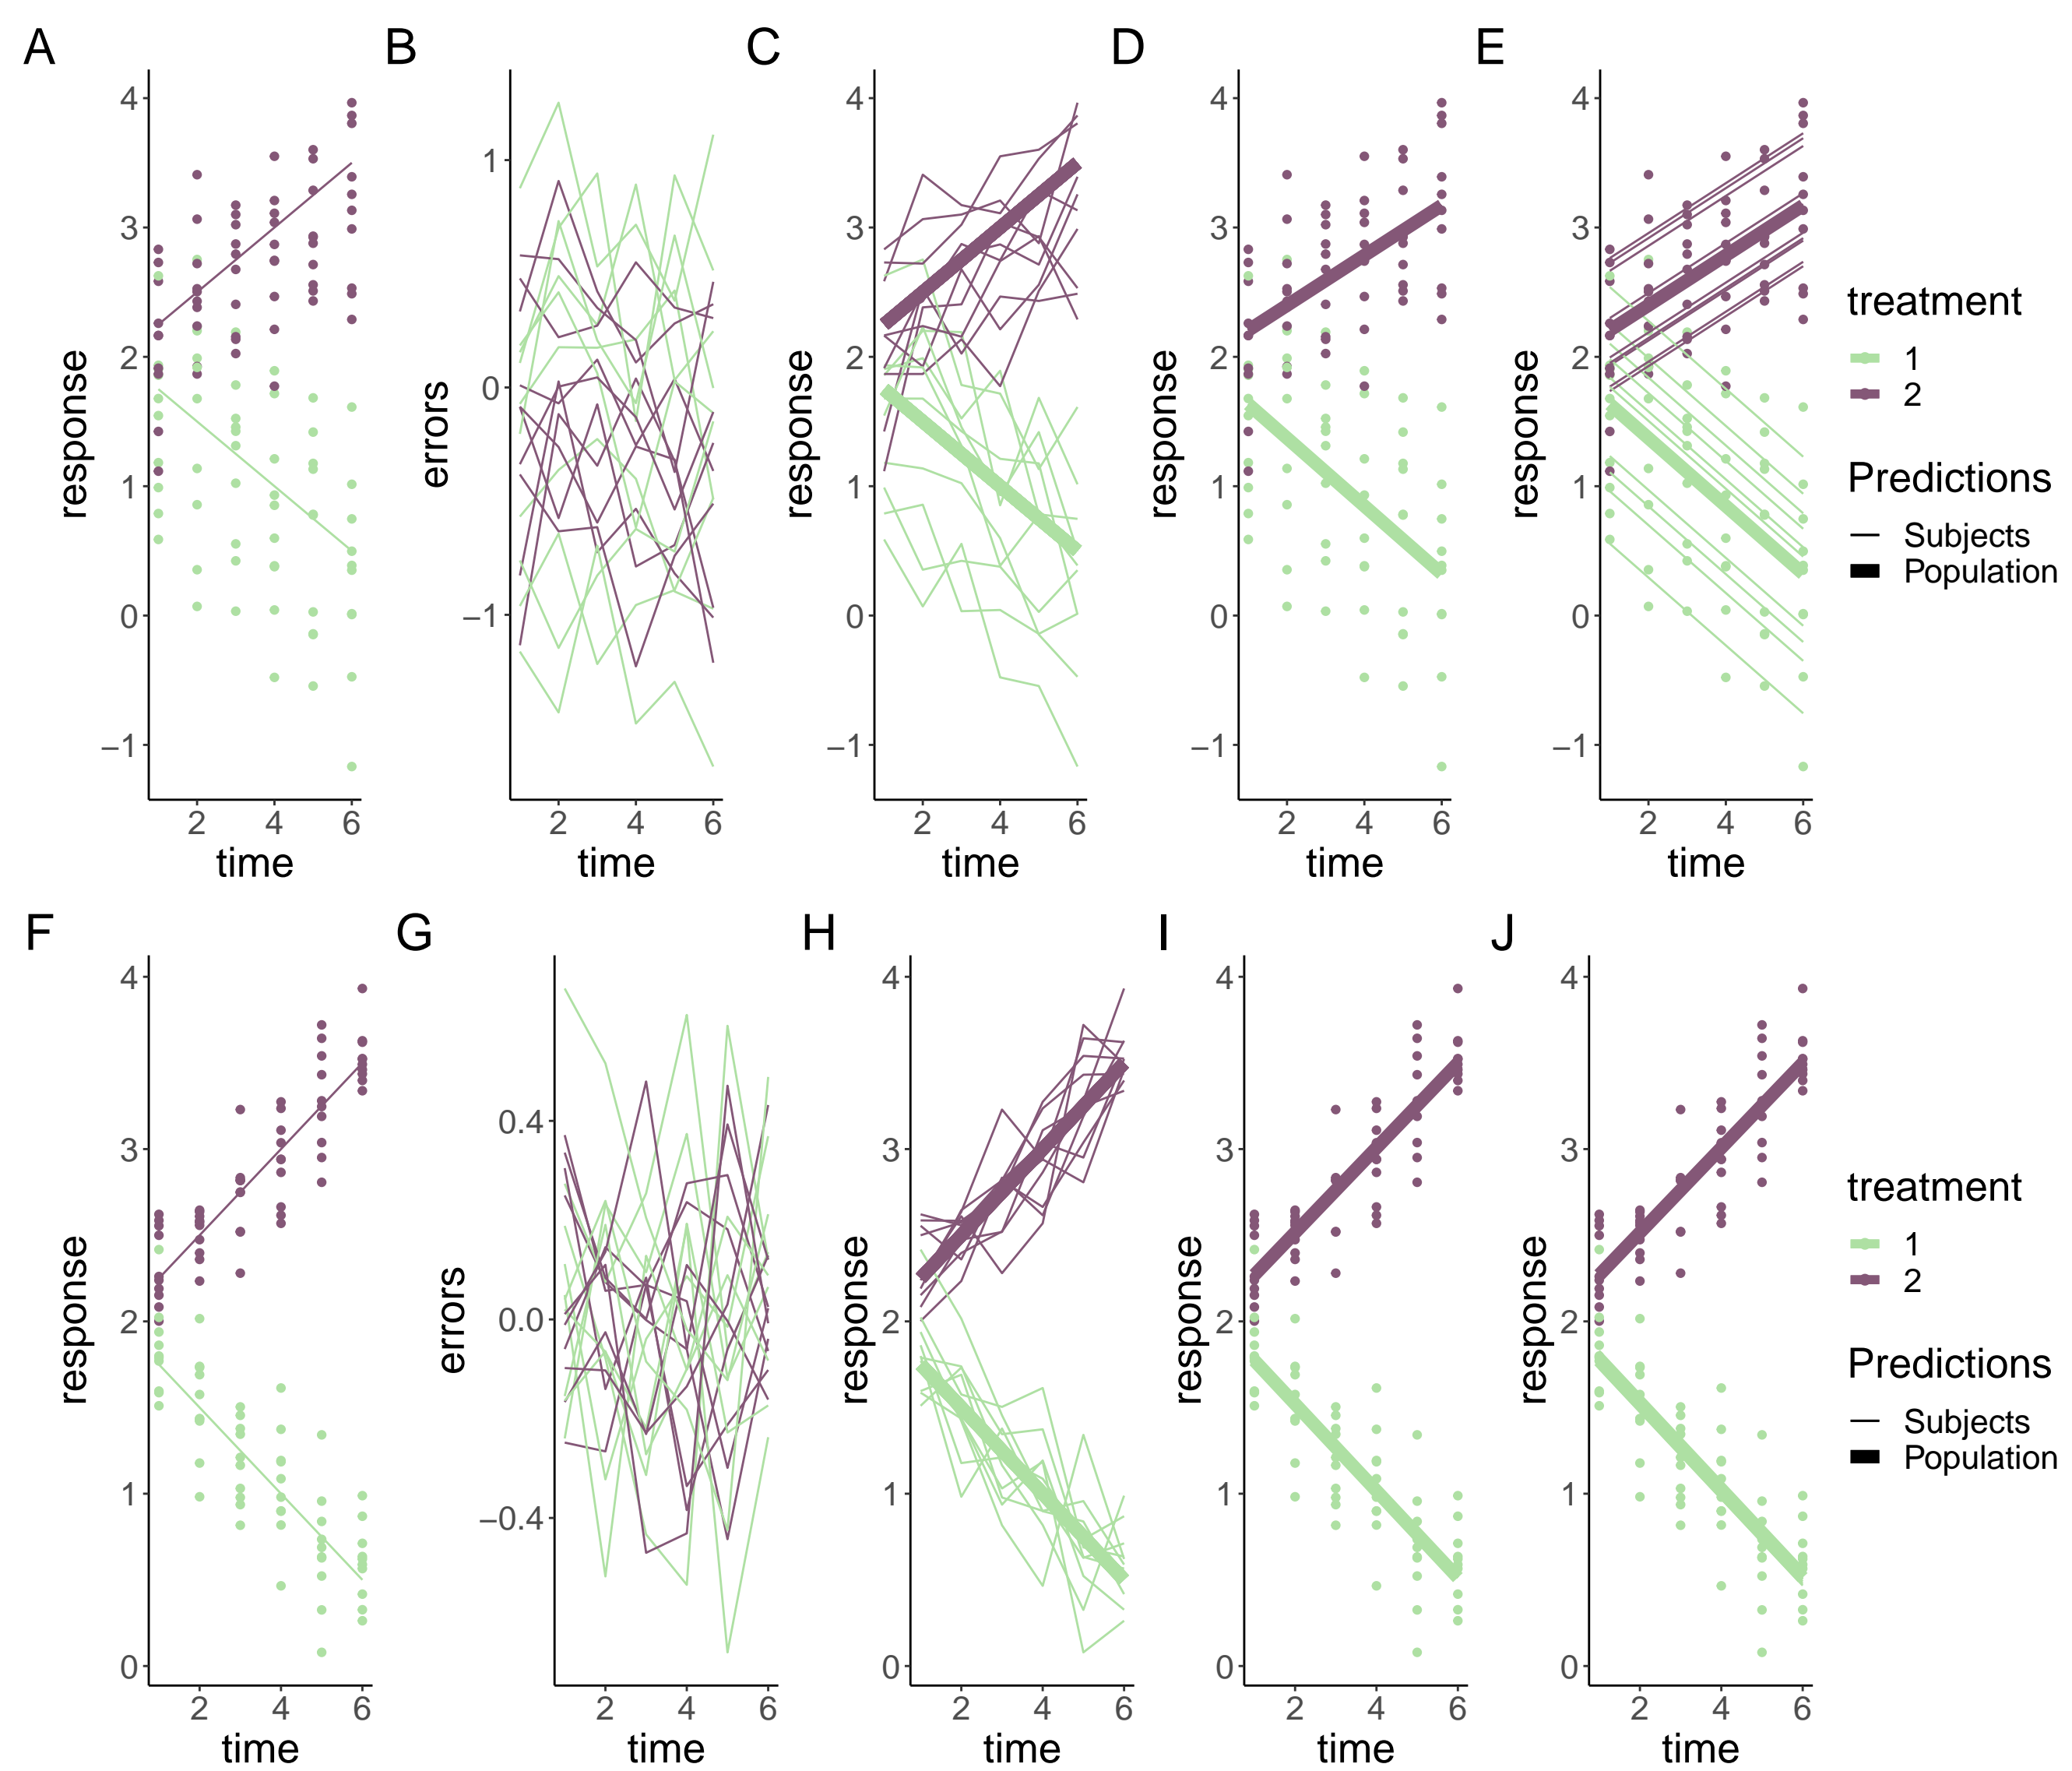 A B C D E
4
3
2
1
0
−1
response
2 4 6
time
1
0
−1
errors
2 4 6
time
4
3
2
1
0
−1
response
2 4 6
time
4
3
2
1
0
−1
response
2 4 6
time
4
3
2
1
0
−1
response
2 4 6
time
treatment
1
2
Predictions
Subjects
Population
F G H I J
4
3
2
1
0
response
2 4 6
time
0.4
0.0
−0.4
errors
2 4 6
time
4
3
2
1
0
response
2 4 6
time
4
3
2
1
0
response
2 4 6
time
4
3
2
1
0
response
2 4 6
time
treatment
1
2
Predictions
Subjects
Population